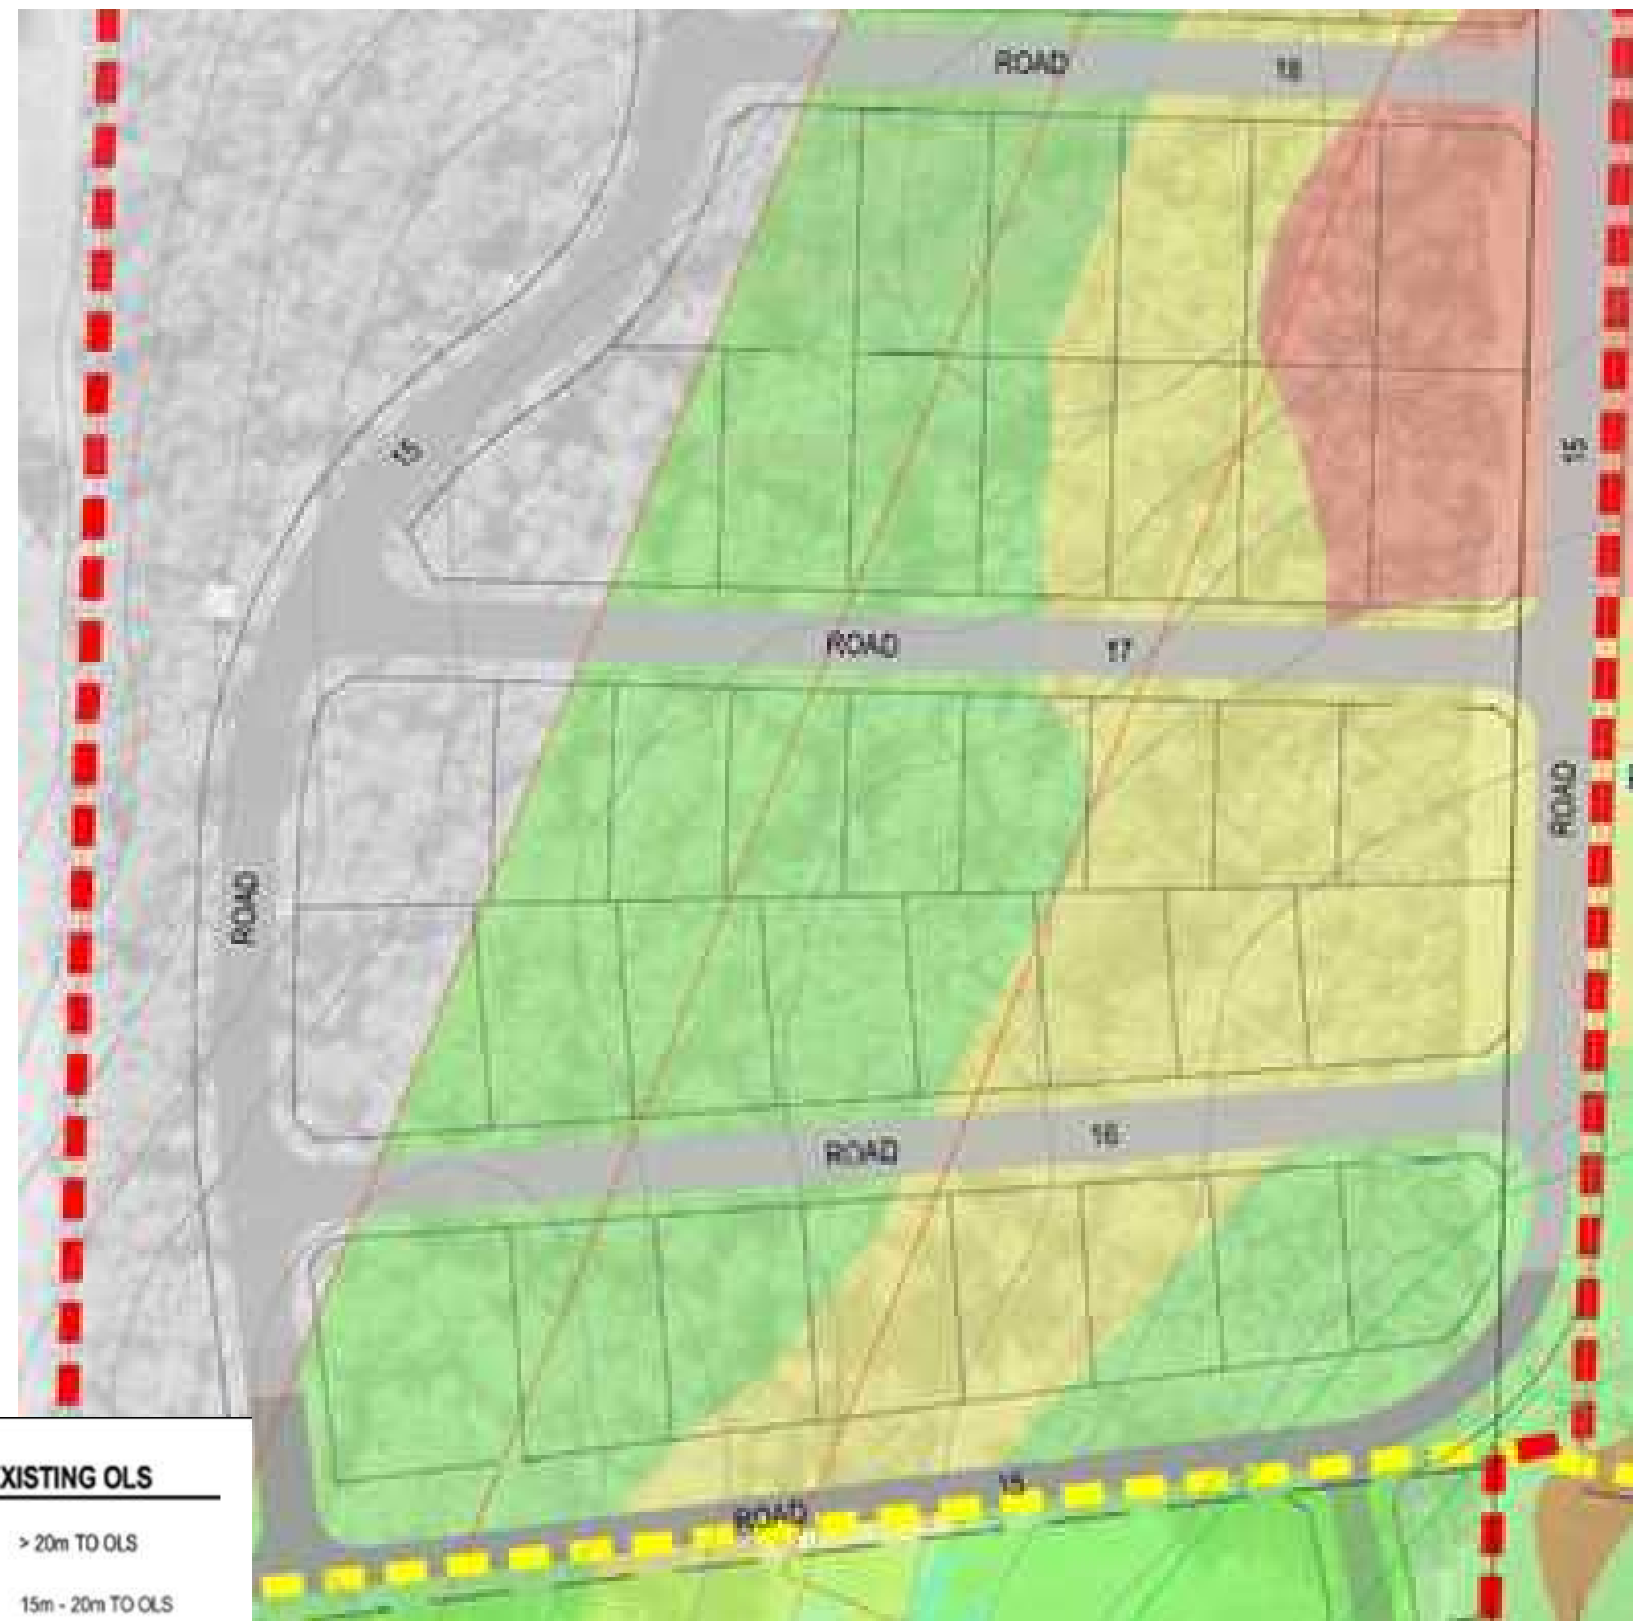 ROAD 18
15
15
ROAD 17
ROAD
ROAD
ROAD 16
15
ROAD
XISTING OLS
> 20m TO OLS
15m - 20m TO OLS